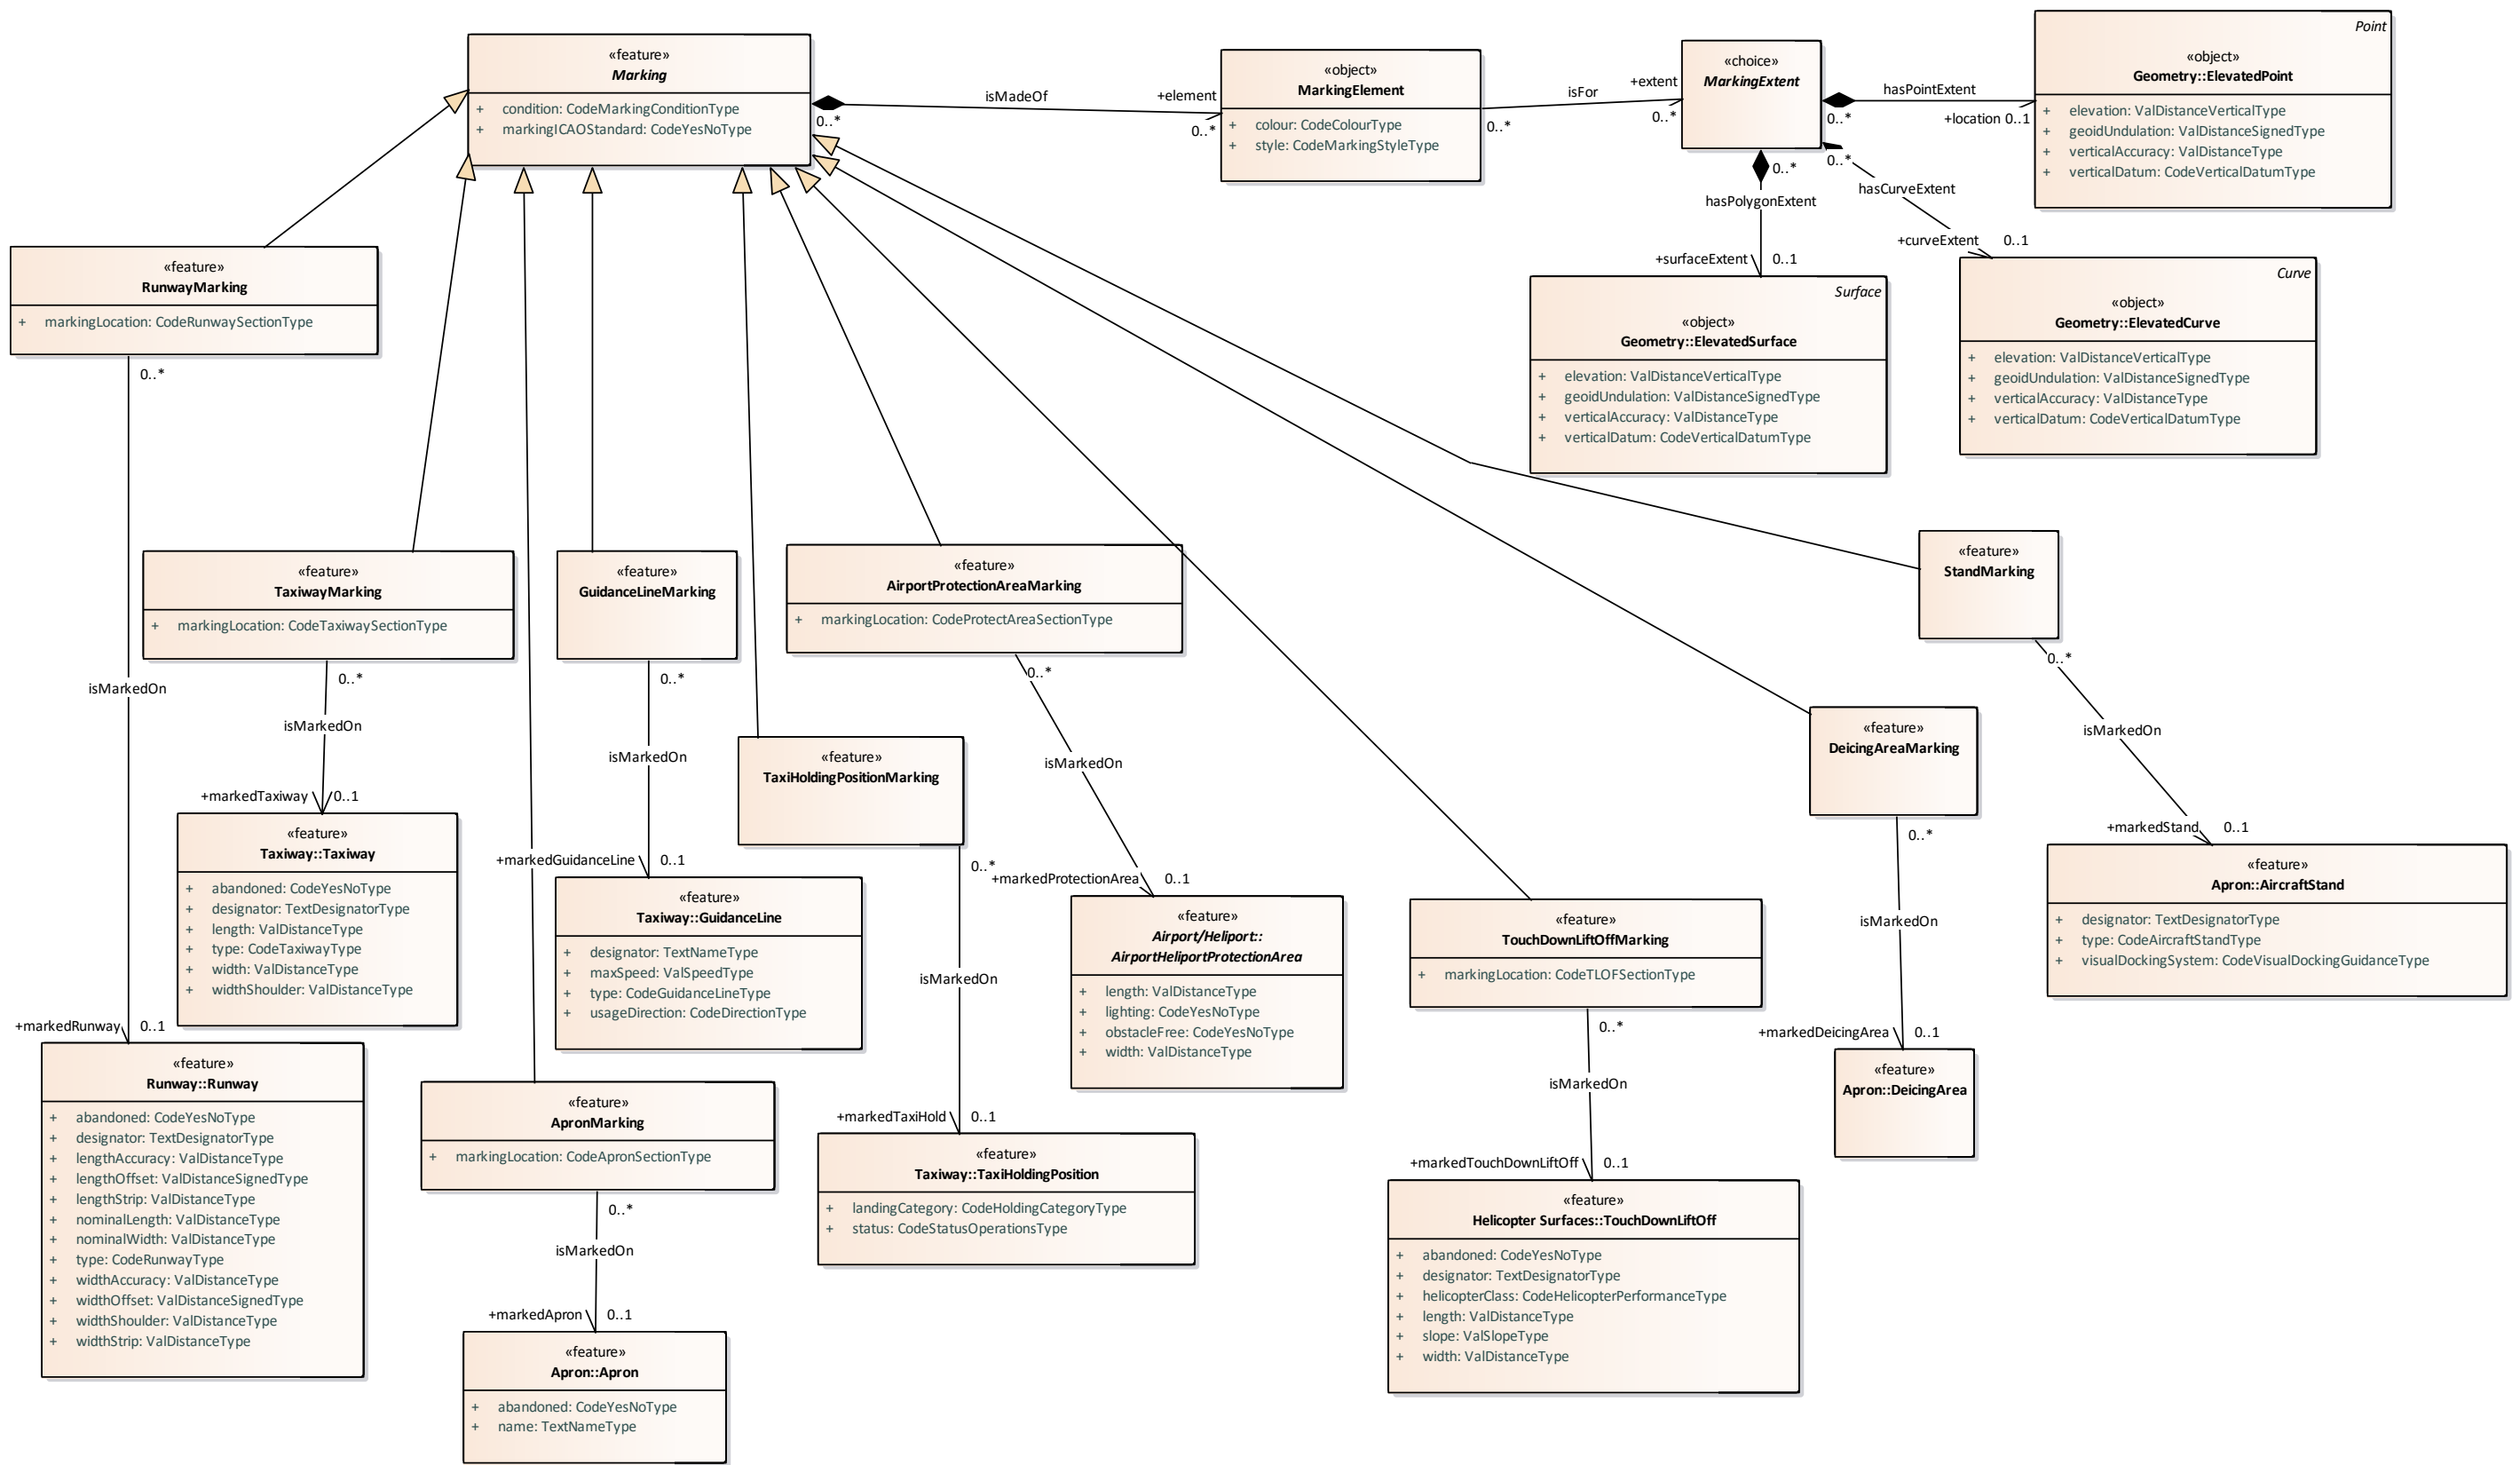 «feature»
Marking
+ condition: CodeMarkingConditionType
+ markingICAOStandard: CodeYesNoType
0..*
isMadeOf
+element
0..*
«object»
MarkingElement
+ colour: CodeColourType
+ style: CodeMarkingStyleType
0..*
isFor
+extent
0..*
«choice»
MarkingExtent
0..*
hasPointExtent
+location 0..1
Point
«object»
Geometry::ElevatedPoint
+ elevation: ValDistanceVerticalType
+ geoidUndulation: ValDistanceSignedType
+ verticalAccuracy: ValDistanceType
+ verticalDatum: CodeVerticalDatumType
0..*
hasPolygonExtent
+surfaceExtent
0..1
0..*
hasCurveExtent
+curveExtent
0..1
Surface
«object»
Geometry::ElevatedSurface
+ elevation: ValDistanceVerticalType
+ geoidUndulation: ValDistanceSignedType
+ verticalAccuracy: ValDistanceType
+ verticalDatum: CodeVerticalDatumType
Curve
«object»
Geometry::ElevatedCurve
+ elevation: ValDistanceVerticalType
+ geoidUndulation: ValDistanceSignedType
+ verticalAccuracy: ValDistanceType
+ verticalDatum: CodeVerticalDatumType
«feature»
RunwayMarking
+ markingLocation: CodeRunwaySectionType
0..*
isMarkedOn
+markedRunway
0..1
«feature»
TaxiwayMarking
+ markingLocation: CodeTaxiwaySectionType
0..*
isMarkedOn
+markedTaxiway
0..1
«feature»
GuidanceLineMarking
0..*
isMarkedOn
+markedGuidanceLine
0..1
«feature»
AirportProtectionAreaMarking
+ markingLocation: CodeProtectAreaSectionType
0..*
isMarkedOn
+markedProtectionArea
0..1
«feature»
StandMarking
0..*
isMarkedOn
+markedStand
0..1
«feature»
TaxiHoldingPositionMarking
0..*
isMarkedOn
+markedTaxiHold
0..1
«feature»
DeicingAreaMarking
0..*
isMarkedOn
+markedDeicingArea
0..1
«feature»
Taxiway::Taxiway
+ abandoned: CodeYesNoType
+ designator: TextDesignatorType
+ length: ValDistanceType
+ type: CodeTaxiwayType
+ width: ValDistanceType
+ widthShoulder: ValDistanceType
«feature»
Taxiway::GuidanceLine
+ designator: TextNameType
+ maxSpeed: ValSpeedType
+ type: CodeGuidanceLineType
+ usageDirection: CodeDirectionType
«feature»
Airport/Heliport::
AirportHeliportProtectionArea
+ length: ValDistanceType
+ lighting: CodeYesNoType
+ obstacleFree: CodeYesNoType
+ width: ValDistanceType
«feature»
TouchDownLiftOffMarking
+ markingLocation: CodeTLOFSectionType
0..*
isMarkedOn
+markedTouchDownLiftOff
0..1
«feature»
Apron::AircraftStand
+ designator: TextDesignatorType
+ type: CodeAircraftStandType
+ visualDockingSystem: CodeVisualDockingGuidanceType
«feature»
Runway::Runway
+ abandoned: CodeYesNoType
+ designator: TextDesignatorType
+ lengthAccuracy: ValDistanceType
+ lengthOffset: ValDistanceSignedType
+ lengthStrip: ValDistanceType
+ nominalLength: ValDistanceType
+ nominalWidth: ValDistanceType
+ type: CodeRunwayType
+ widthAccuracy: ValDistanceType
+ widthOffset: ValDistanceSignedType
+ widthShoulder: ValDistanceType
+ widthStrip: ValDistanceType
«feature»
ApronMarking
+ markingLocation: CodeApronSectionType
0..*
isMarkedOn
+markedApron
0..1
«feature»
Apron::Apron
+ abandoned: CodeYesNoType
+ name: TextNameType
«feature»
Taxiway::TaxiHoldingPosition
+ landingCategory: CodeHoldingCategoryType
+ status: CodeStatusOperationsType
«feature»
Apron::DeicingArea
«feature»
Helicopter Surfaces::TouchDownLiftOff
+ abandoned: CodeYesNoType
+ designator: TextDesignatorType
+ helicopterClass: CodeHelicopterPerformanceType
+ length: ValDistanceType
+ slope: ValSlopeType
+ width: ValDistanceType